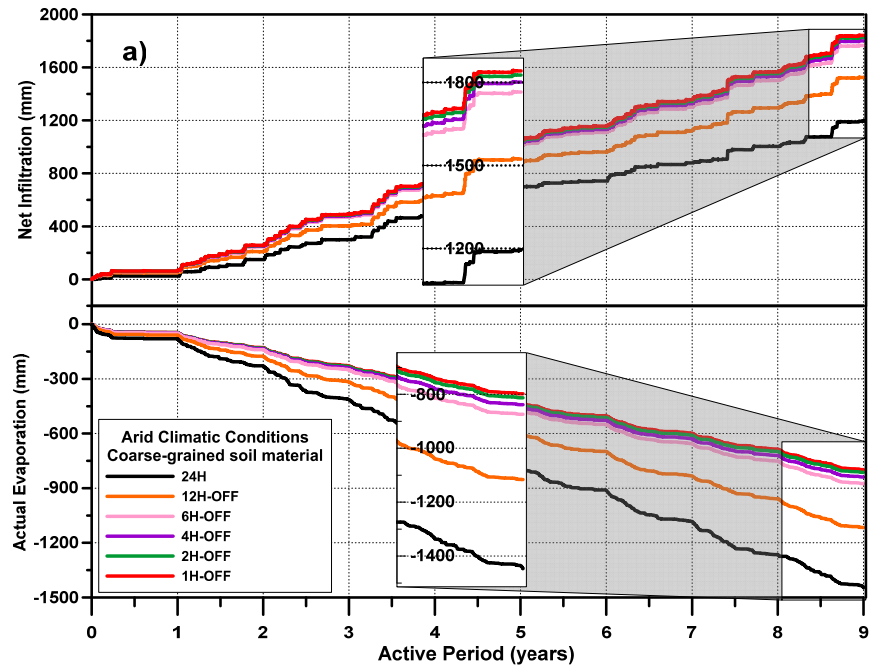 2000
a)
1600
1800
1200
1500
800
400
1200
0
Net Infiltration (mm)
0
-300
-800
-600
-1000
-900
-1200
-1200
-1400
-1500
Actual Evaporation (mm)
Arid Climatic Conditions
Coarse-grained soil material
24H
12H-OFF
6H-OFF
4H-OFF
2H-OFF
1H-OFF
0 1 2 3 4 5 6 7 8 9
Active Period (years)